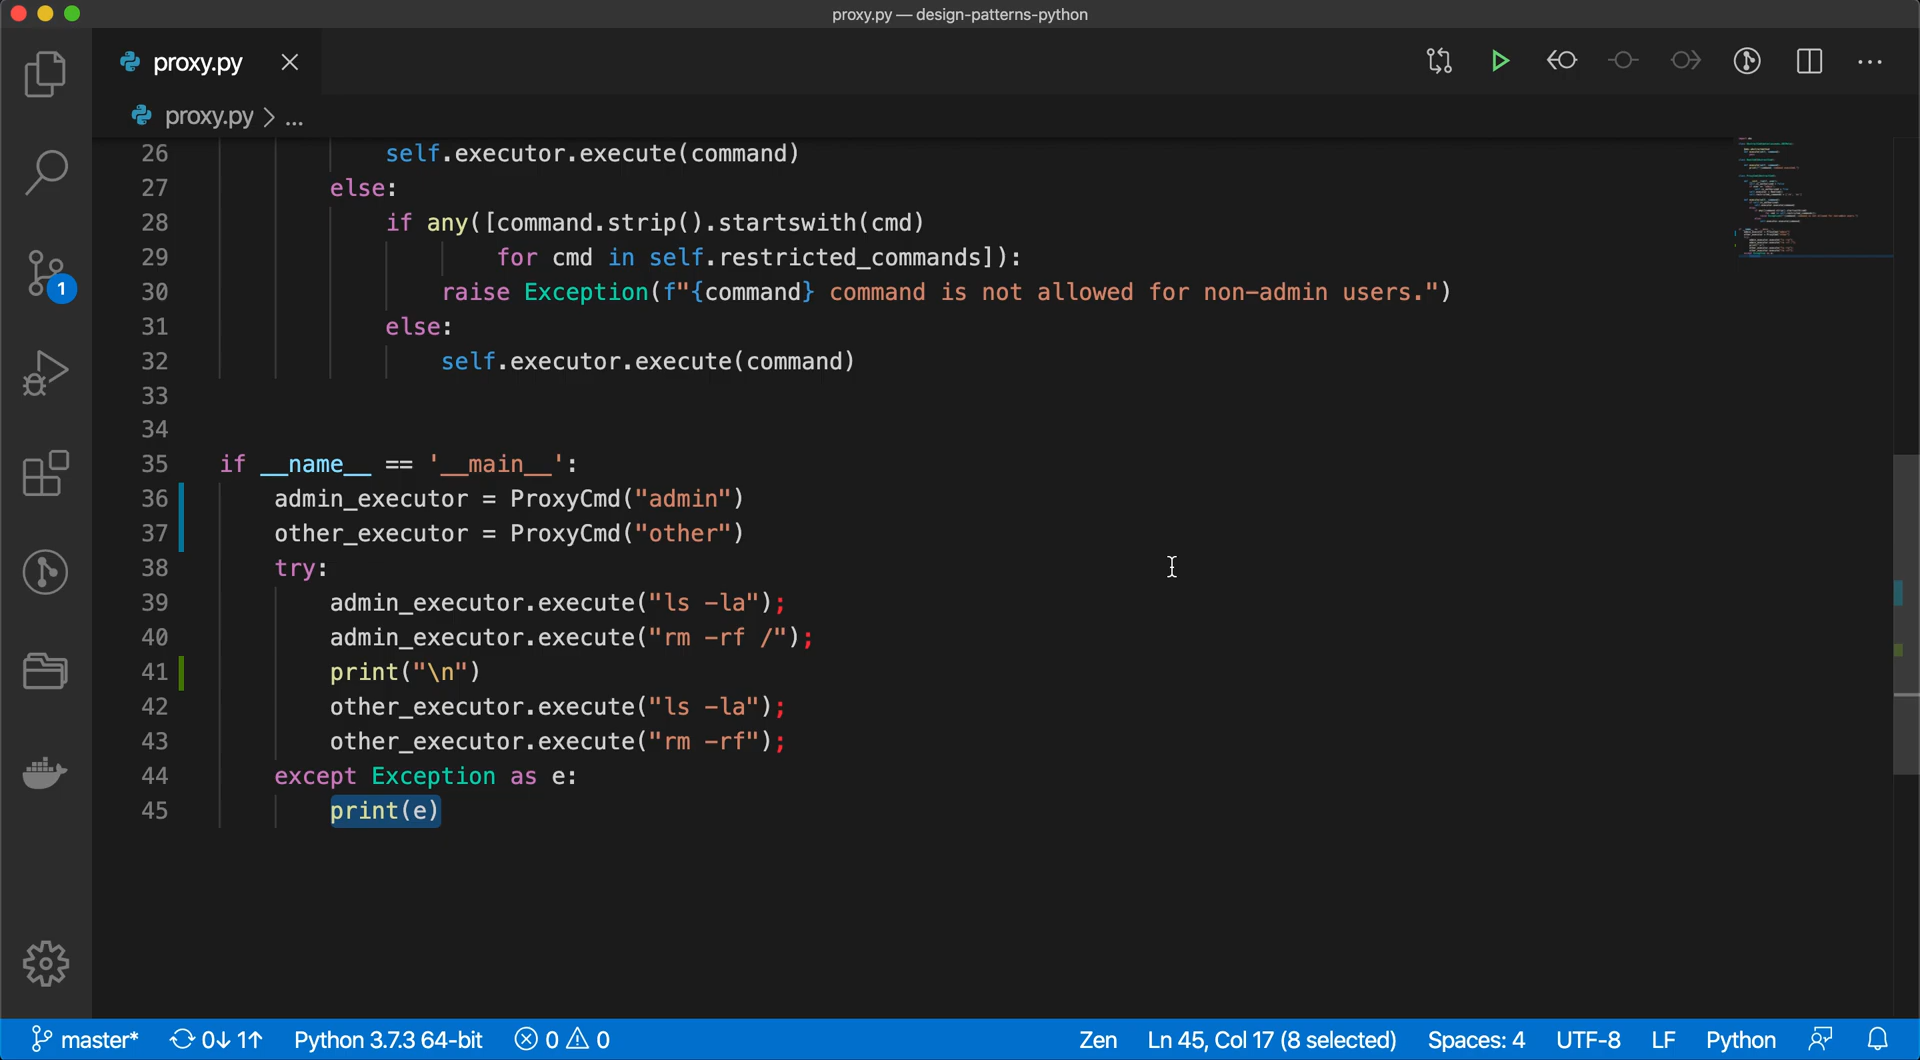 proxy.py — design-patterns-python
proxy.py
proxy.py > ...
26 self.executor.execute(command)
27 else:
28 if any([command.strip().startswith(cmd)
29 for cmd in self.restricted_commands]):
30 raise Exception(f"{command} command is not allowed for non-admin users.")
31 else:
32 self.executor.execute(command)
33
34
35 if __name__ == '__main__':
36 admin_executor = ProxyCmd("admin")
37 other_executor = ProxyCmd("other")
38 try:
39 admin_executor.execute("ls -la");
40 admin_executor.execute("rm -rf /");
41 print("\n")
42 other_executor.execute("ls -la");
43 other_executor.execute("rm -rf");
44 except Exception as e:
45 print(e)
1
master* 0↓ 1↑ Python 3.7.3 64-bit 0 0 Zen Ln 45, Col 17 (8 selected) Spaces: 4 UTF-8 LF Python